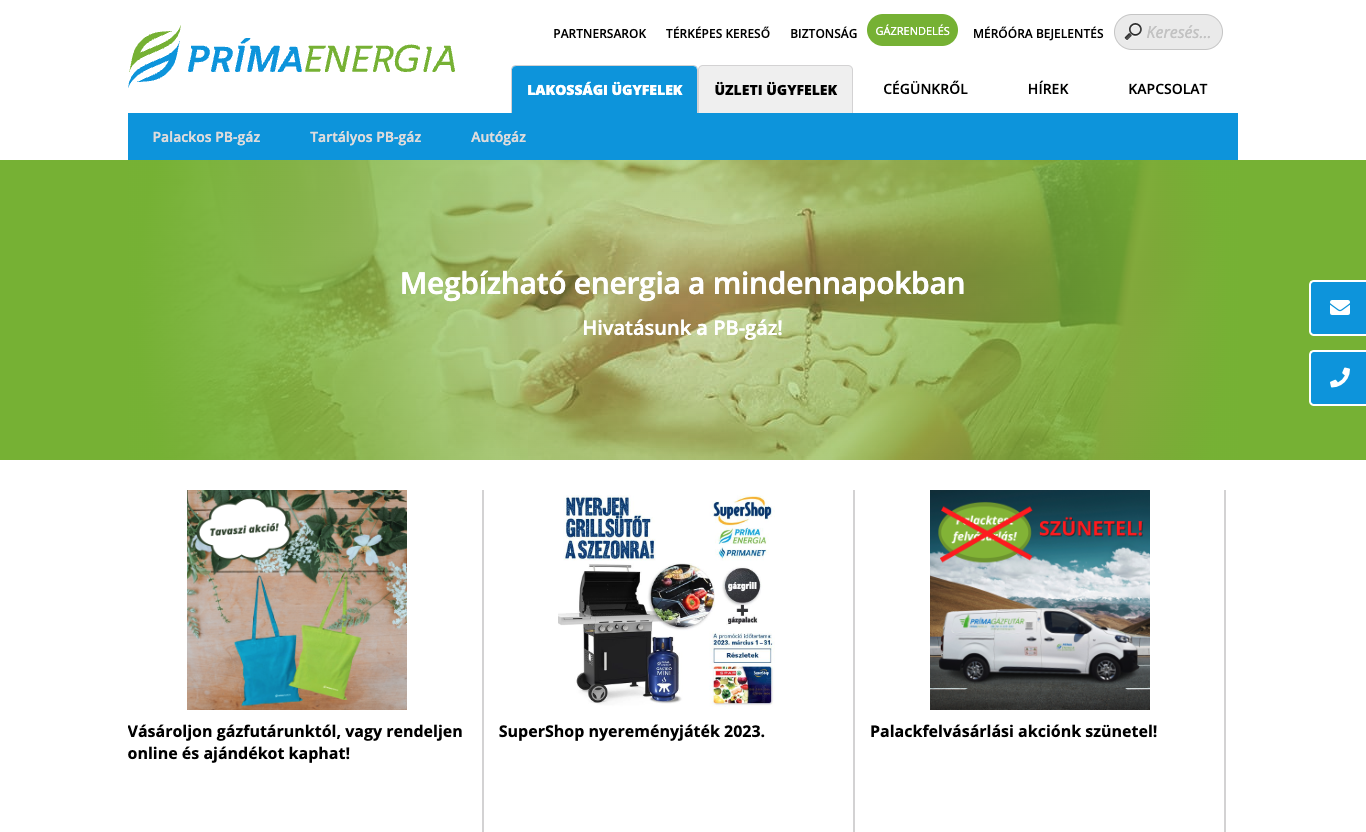 PARTNERSAROK TÉRKÉPES KERESŐ BIZTONSÁG GÁZRENDELÉS MÉRŐÓRA BEJELENTÉS Keresés...
PRÍMAENERGIA
LAKOSSÁGI ÜGYFELEK ÜZLETI ÜGYFELEK CÉGÜNKRŐL HÍREK KAPCSOLAT
Palackos PB-gáz Tartályos PB-gáz Autógáz
Megbízható energia a mindennapokban
Hivatásunk a PB-gáz!
Tavaszi akció!
Vásároljon gázfutárunktól, vagy rendeljen
online és ajándékot kaphat!
NYERJEN
GRILLSÜTŐT
A SZEZONRA!
SuperShop
PRÍMA
ENERGIA
PRIMANET
gázgrill
+
gázpalack
A promóció időtartama:
2023. március 1–31.
Részletek
MINI
SuperShop nyereményjáték 2023.
SZÜNETEL!
PRÍMAGÁZFUTÁR
Palackfelvásárlási akciónk szünetel!